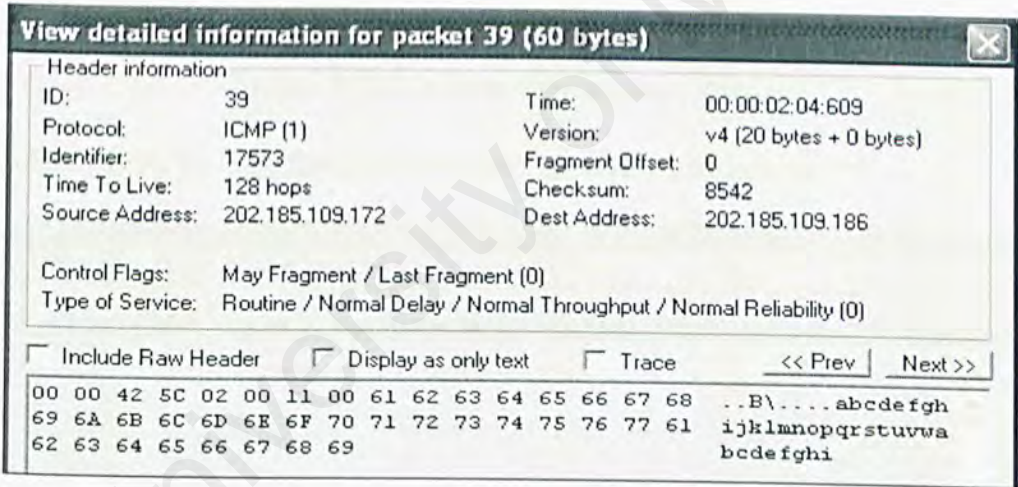 View detailed information for packet 39 (60 bytes)
Header information
ID: 39 Time: 00:00:02:04:609
Protocol: ICMP (1) Version: v4 (20 bytes + 0 bytes)
Identifier: 17573 Fragment Offset: 0
Time To Live: 128 hops Checksum: 8542
Source Address: 202.185.109.172 Dest Address: 202.185.109.186
Control Flags: May Fragment / Last Fragment (0)
Type of Service: Routine / Normal Delay / Normal Throughput / Normal Reliability (0)
Include Raw Header Display as only text Trace << Prev Next >>
00 00 42 5C 02 00 11 00 61 62 63 64 65 66 67 68 ..B\....abcdefgh
69 6A 6B 6C 6D 6E 6F 70 71 72 73 74 75 76 77 61 ijklmnopqrstuvwa
62 63 64 65 66 67 68 69 bcdefghi